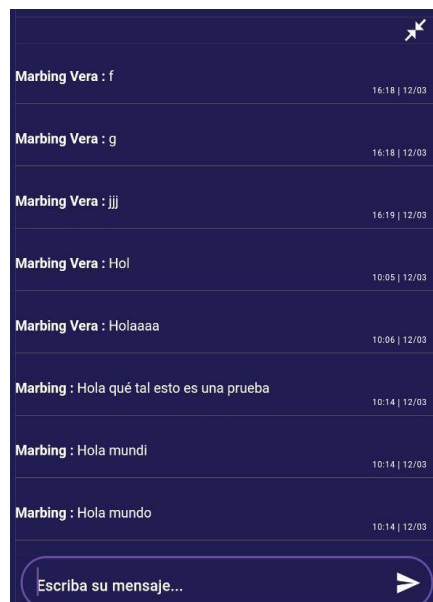 Marbing Vera : f
16:18 | 12/03
Marbing Vera : g
16:18 | 12/03
Marbing Vera : jjj
16:19 | 12/03
Marbing Vera : Hol
10:05 | 12/03
Marbing Vera : Holaaaa
10:06 | 12/03
Marbing : Hola qué tal esto es una prueba
10:14 | 12/03
Marbing : Hola mundi
10:14 | 12/03
Marbing : Hola mundo
10:14 | 12/03
Escriba su mensaje...